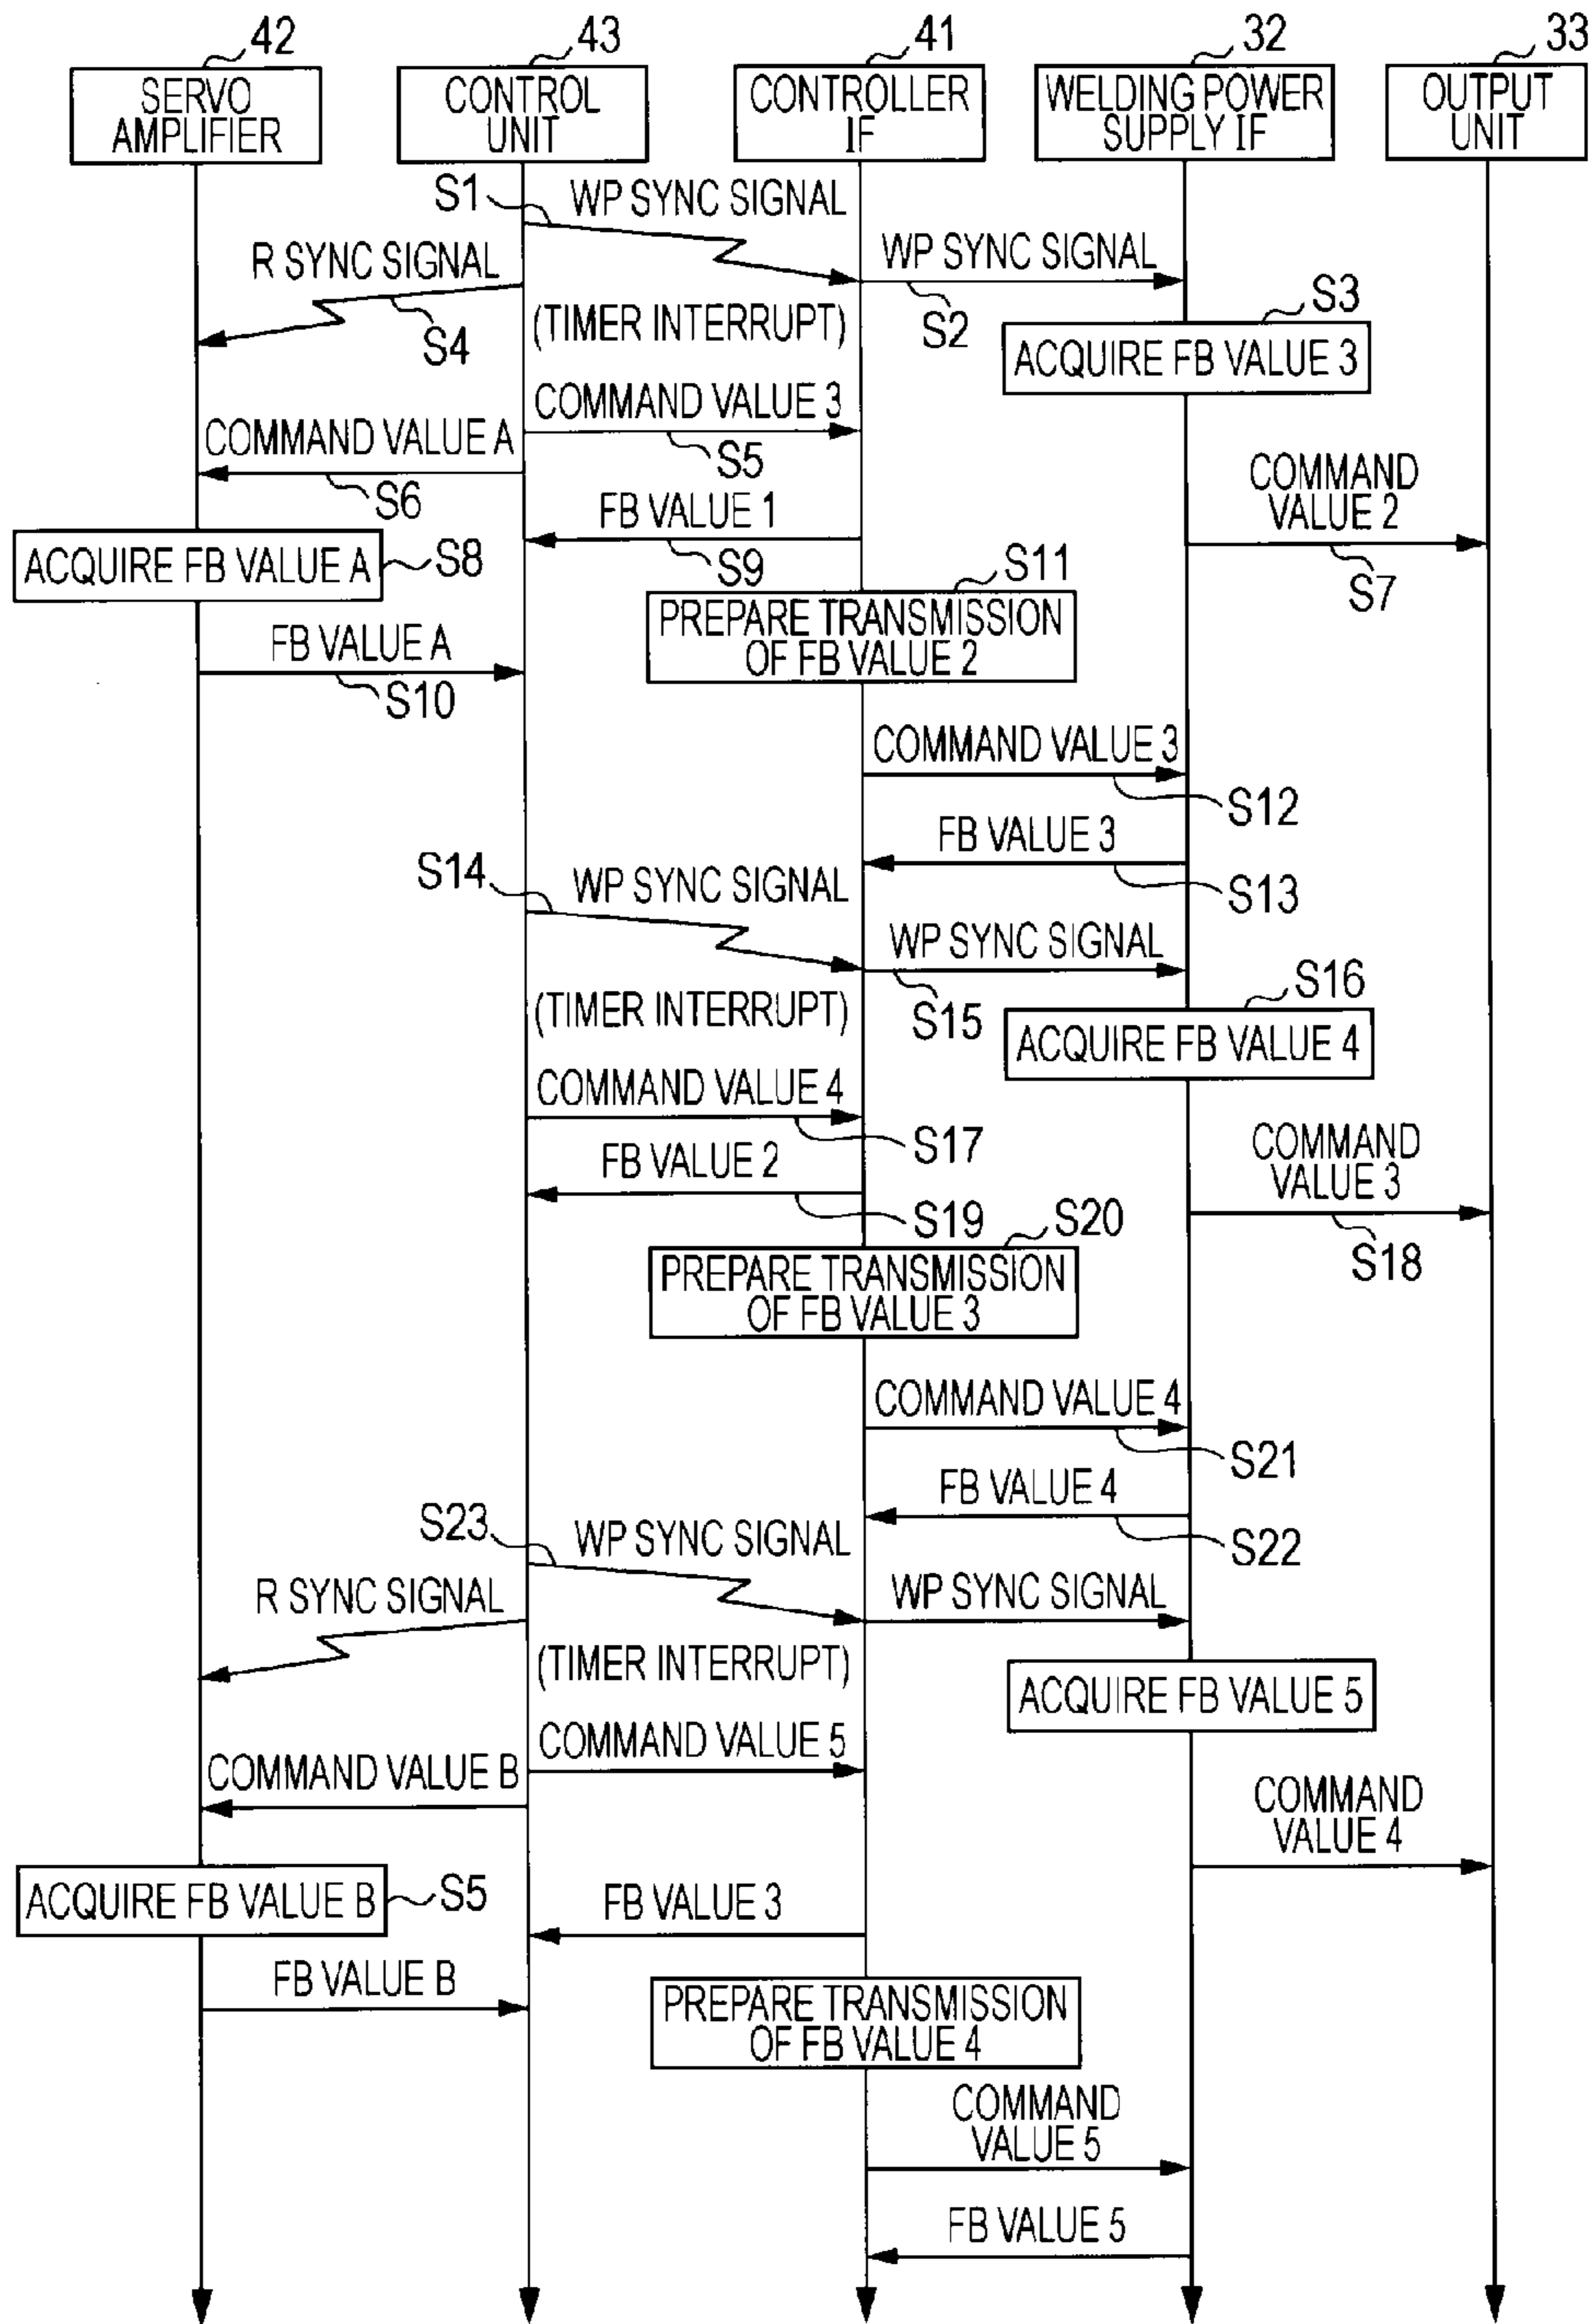 42
43
41
32
33
SERVO
AMPLIFIER
CONTROL
UNIT
CONTROLLER
IF
WELDING POWER
SUPPLY IF
OUTPUT
UNIT
S1
WP SYNC SIGNAL
R SYNC SIGNAL
WP SYNC SIGNAL
S4
(TIMER INTERRUPT)
S2
S3
ACQUIRE FB VALUE 3
COMMAND VALUE 3
COMMAND VALUE A
S5
S6
COMMAND
VALUE 2
FB VALUE 1
ACQUIRE FB VALUE A
S8
S9
S7
S11
PREPARE TRANSMISSION
OF FB VALUE 2
FB VALUE A
S10
COMMAND VALUE 3
S12
FB VALUE 3
S13
S14
WP SYNC SIGNAL
WP SYNC SIGNAL
(TIMER INTERRUPT)
S15
S16
ACQUIRE FB VALUE 4
COMMAND VALUE 4
S17
COMMAND
VALUE 3
FB VALUE 2
S19
S18
S20
PREPARE TRANSMISSION
OF FB VALUE 3
COMMAND VALUE 4
S21
FB VALUE 4
S22
S23
WP SYNC SIGNAL
R SYNC SIGNAL
WP SYNC SIGNAL
(TIMER INTERRUPT)
ACQUIRE FB VALUE 5
COMMAND VALUE 5
COMMAND VALUE B
COMMAND
VALUE 4
ACQUIRE FB VALUE B
S5
FB VALUE 3
FB VALUE B
PREPARE TRANSMISSION
OF FB VALUE 4
COMMAND
VALUE 5
FB VALUE 5